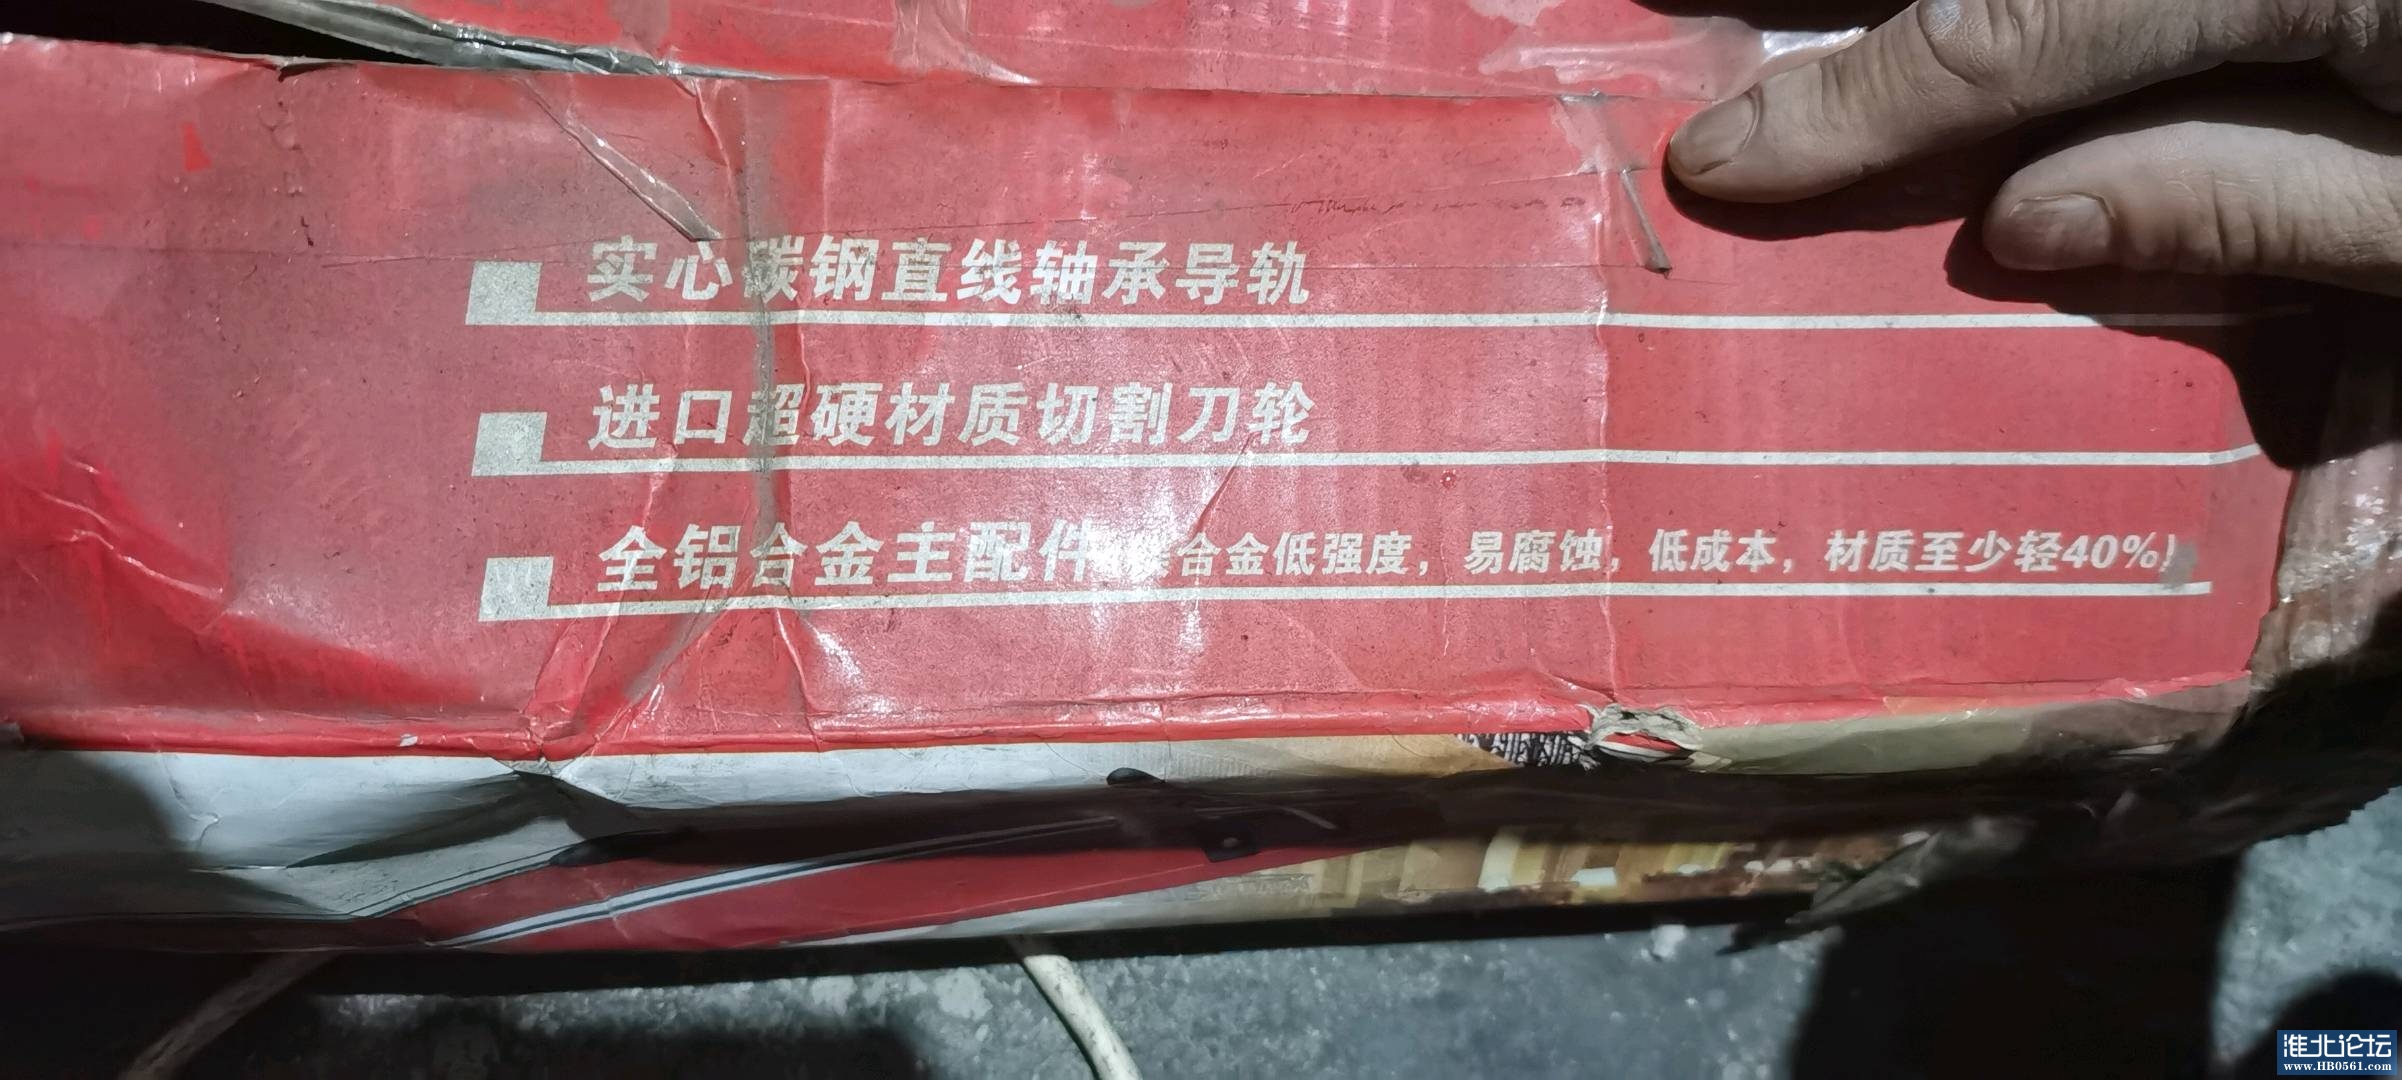 实心碳钢直线轴承导轨
进口超硬材质切割刀轮
全铝合金主配件 合金低强度，易腐蚀，低成本，材质至少轻40%
淮北论坛
www.HB0561.com